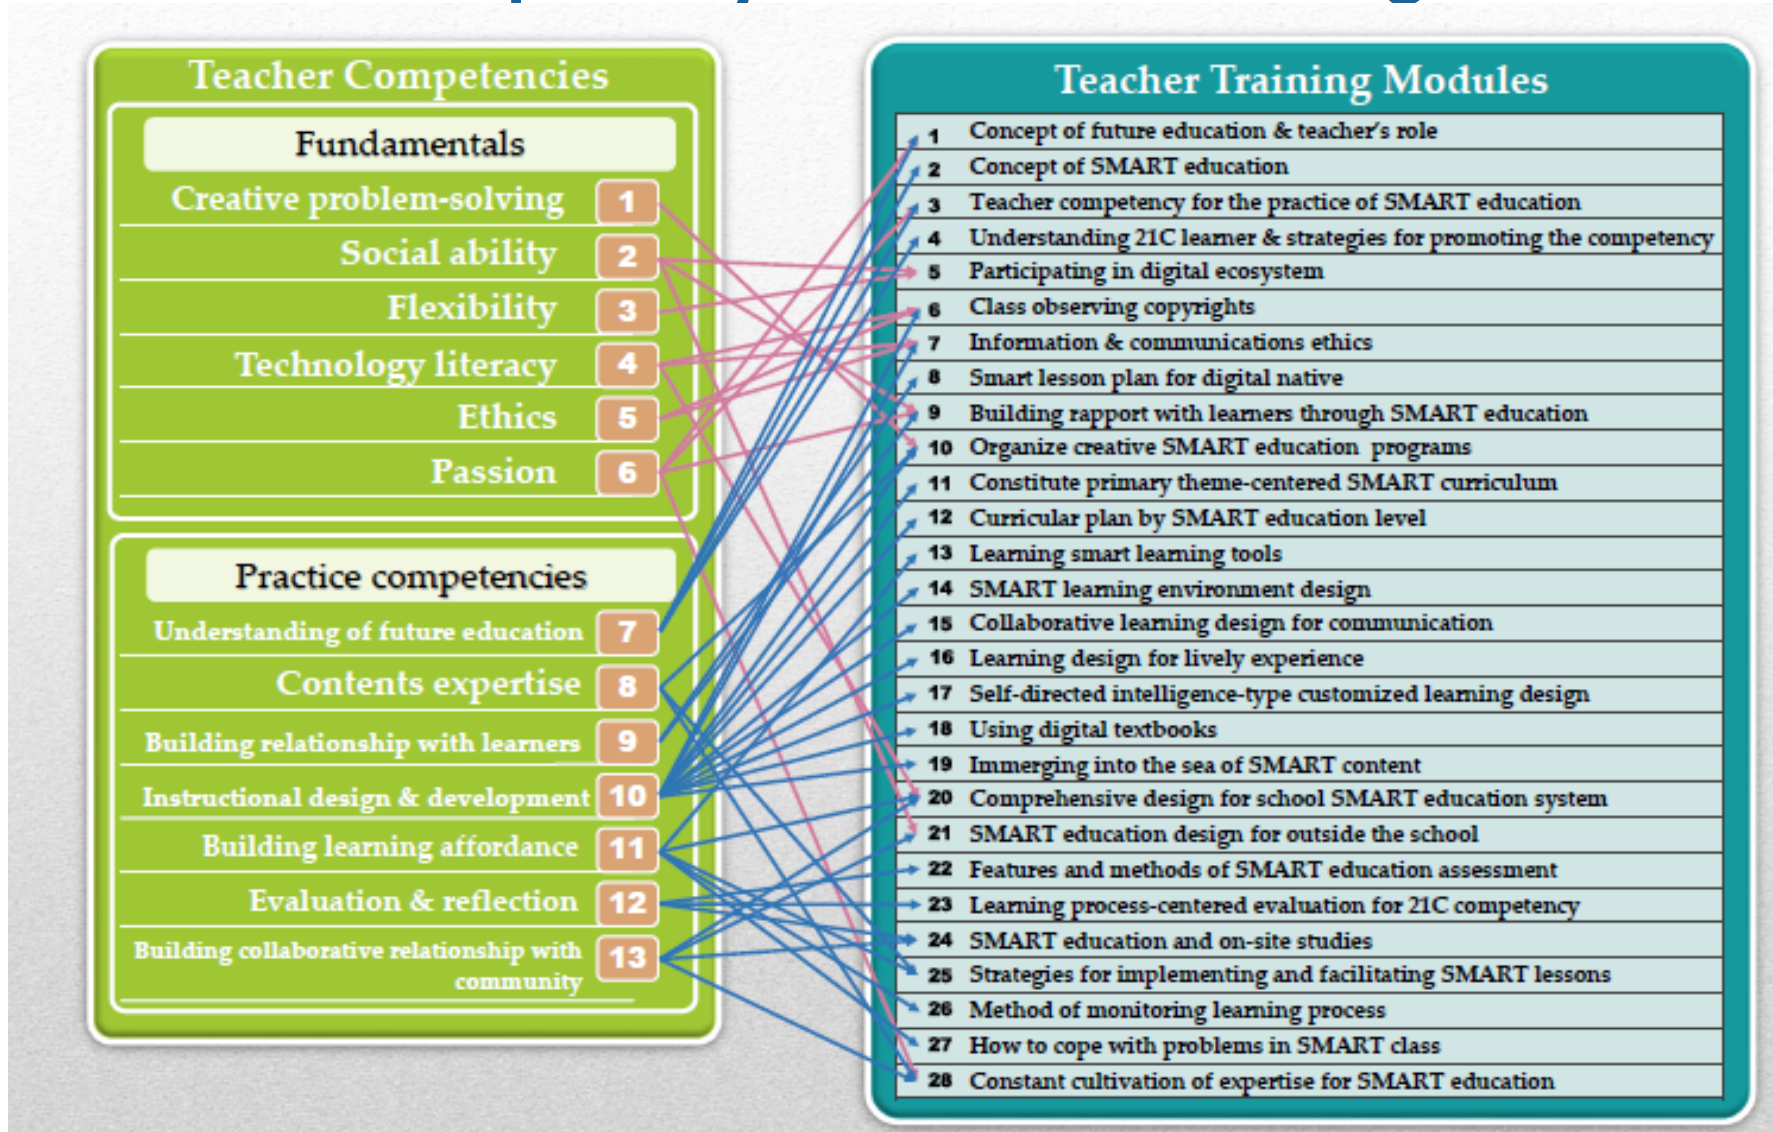 Teacher Competencies
Fundamentals
Creative problem-solving 1
Social ability 2
Flexibility 3
Technology literacy 4
Ethics 5
Passion 6
Practice competencies
Understanding of future education 7
Contents expertise 8
Building relationship with learners 9
Instructional design & development 10
Building learning affordance 11
Evaluation & reflection 12
Building collaborative relationship with
community 13
Teacher Training Modules
1 Concept of future education & teacher's role
2 Concept of SMART education
3 Teacher competency for the practice of SMART education
4 Understanding 21C learner & strategies for promoting the competency
5 Participating in digital ecosystem
6 Class observing copyrights
7 Information & communications ethics
8 Smart lesson plan for digital native
9 Building rapport with learners through SMART education
10 Organize creative SMART education programs
11 Constitute primary theme-centered SMART curriculum
12 Curricular plan by SMART education level
13 Learning smart learning tools
14 SMART learning environment design
15 Collaborative learning design for communication
16 Learning design for lively experience
17 Self-directed intelligence-type customized learning design
18 Using digital textbooks
19 Immerging into the sea of SMART content
20 Comprehensive design for school SMART education system
21 SMART education design for outside the school
22 Features and methods of SMART education assessment
23 Learning process-centered evaluation for 21C competency
24 SMART education and on-site studies
25 Strategies for implementing and facilitating SMART lessons
26 Method of monitoring learning process
27 How to cope with problems in SMART class
28 Constant cultivation of expertise for SMART education